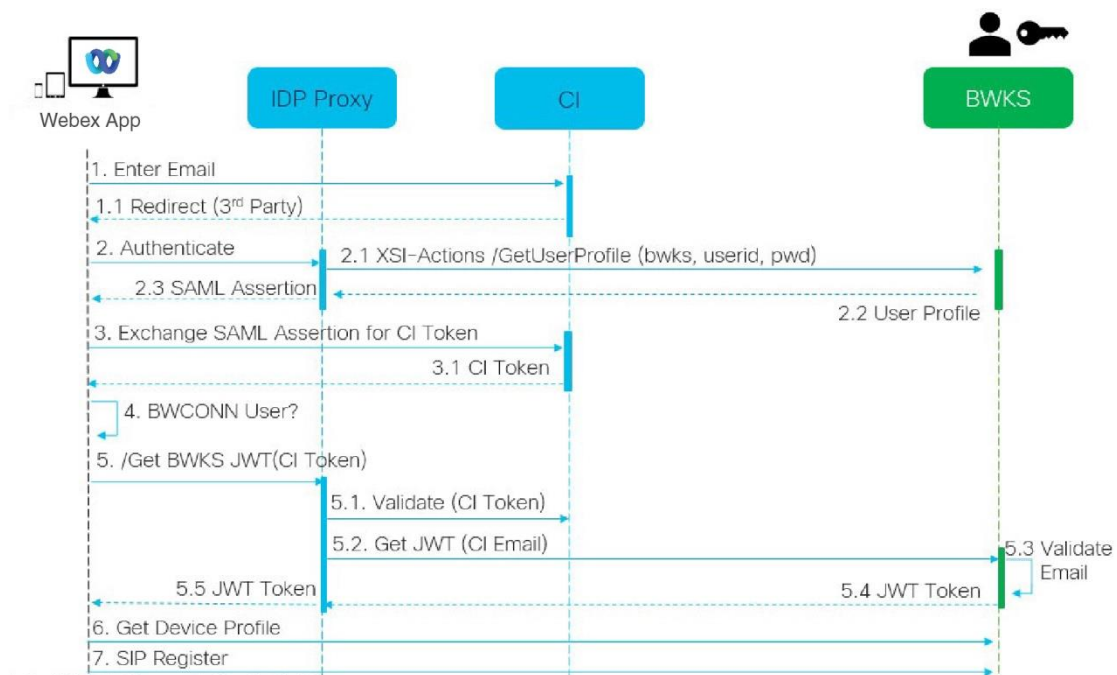 Webex App
IDP Proxy
CI
BWKS
1. Enter Email
1.1 Redirect (3rd Party)
2. Authenticate
2.1 XSI-Actions /GetUserProfile (bwks, userid, pwd)
2.3 SAML Assertion
2.2 User Profile
3. Exchange SAML Assertion for CI Token
3.1 CI Token
4. BWCONN User?
5. /Get BWKS JWT(CI Token)
5.1. Validate (CI Token)
5.2. Get JWT (CI Email)
5.3 Validate
Email
5.5 JWT Token
5.4 JWT Token
6. Get Device Profile
7. SIP Register